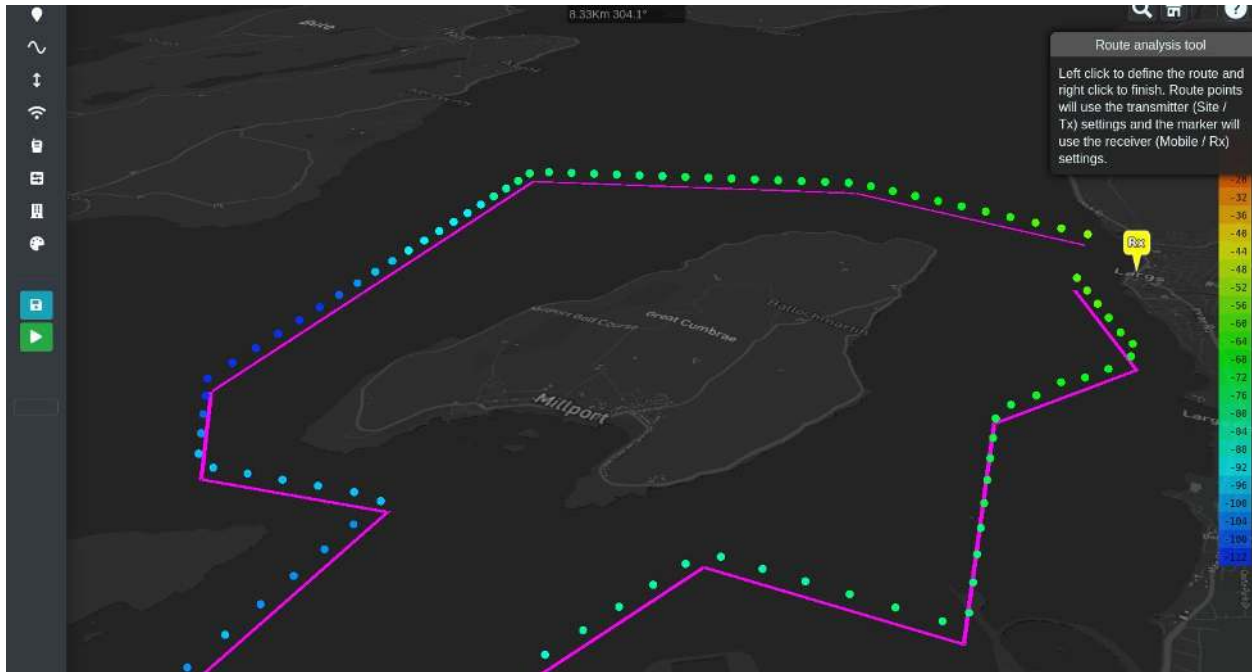 8.33Km 304.1°
?
Bute
Route analysis tool
Left click to define the route and
right click to finish. Route points
will use the transmitter (Site /
Tx) settings and the marker will
use the receiver (Mobile / Rx)
settings.
Rx
Largs
Great Cumbrae
Ballochmartin
Millport
-28
-32
-36
-40
-44
-48
-52
-56
-60
-64
-68
-72
-76
-80
-84
-88
-92
-96
-100
-104